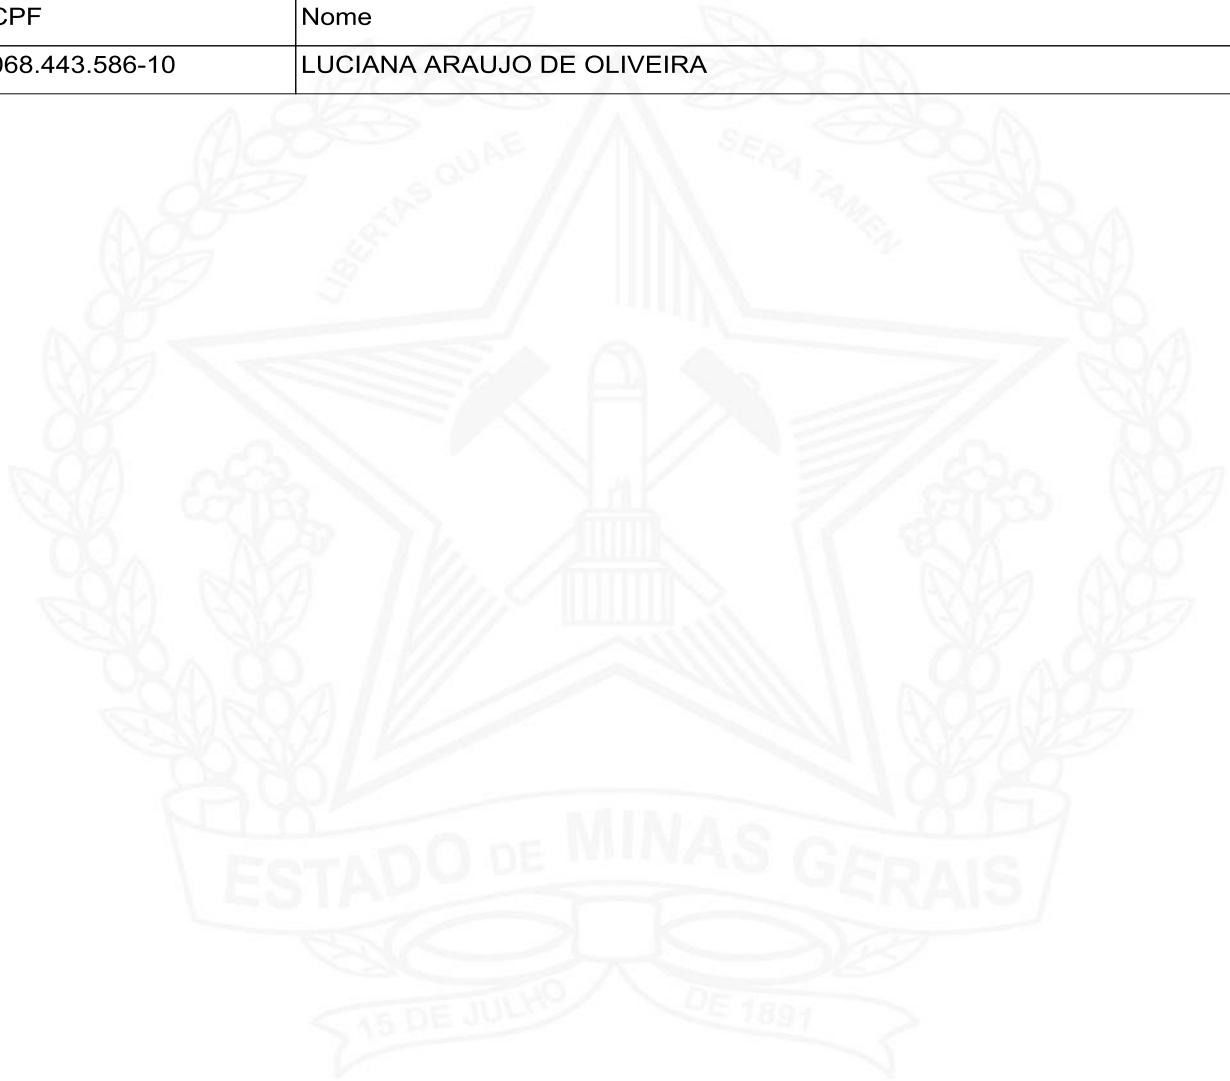 CPF Nome
068.443.586-10 LUCIANA ARAUJO DE OLIVEIRA
LIBERTAS QUAE SERA TAMEN
ESTADO DE MINAS GERAIS
15 DE JULHO DE 1891